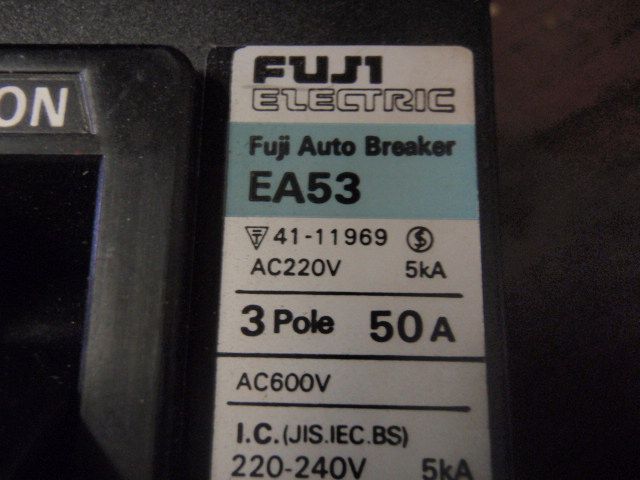 ON
FUJI
ELECTRIC
Fuji Auto Breaker
EA53
41-11969
AC220V 5kA
3 Pole 50A
AC600V
I.C.(JIS.IEC.BS)
220-240V 5kA